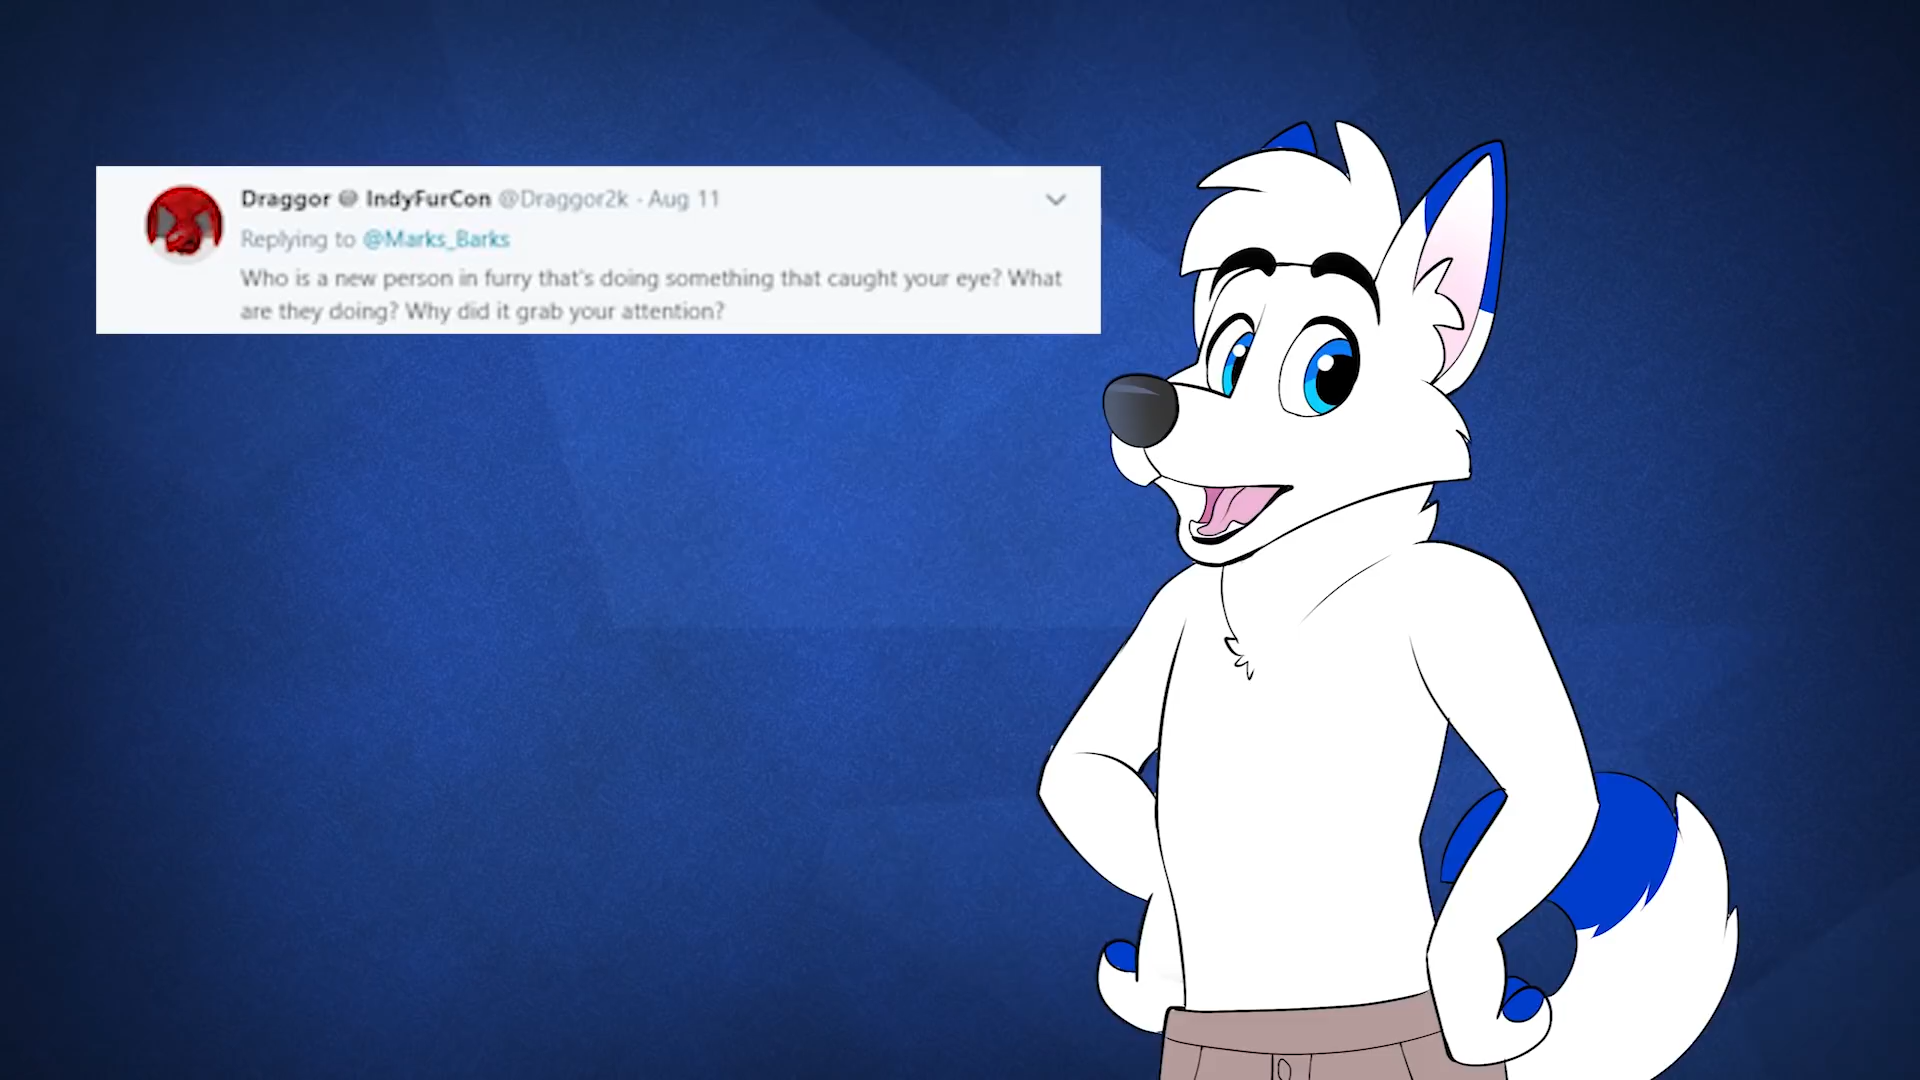 Draggor @ IndyFurCon @Draggor2k · Aug 11
Replying to @Marks_Barks
Who is a new person in furry that's doing something that caught your eye? What
are they doing? Why did it grab your attention?